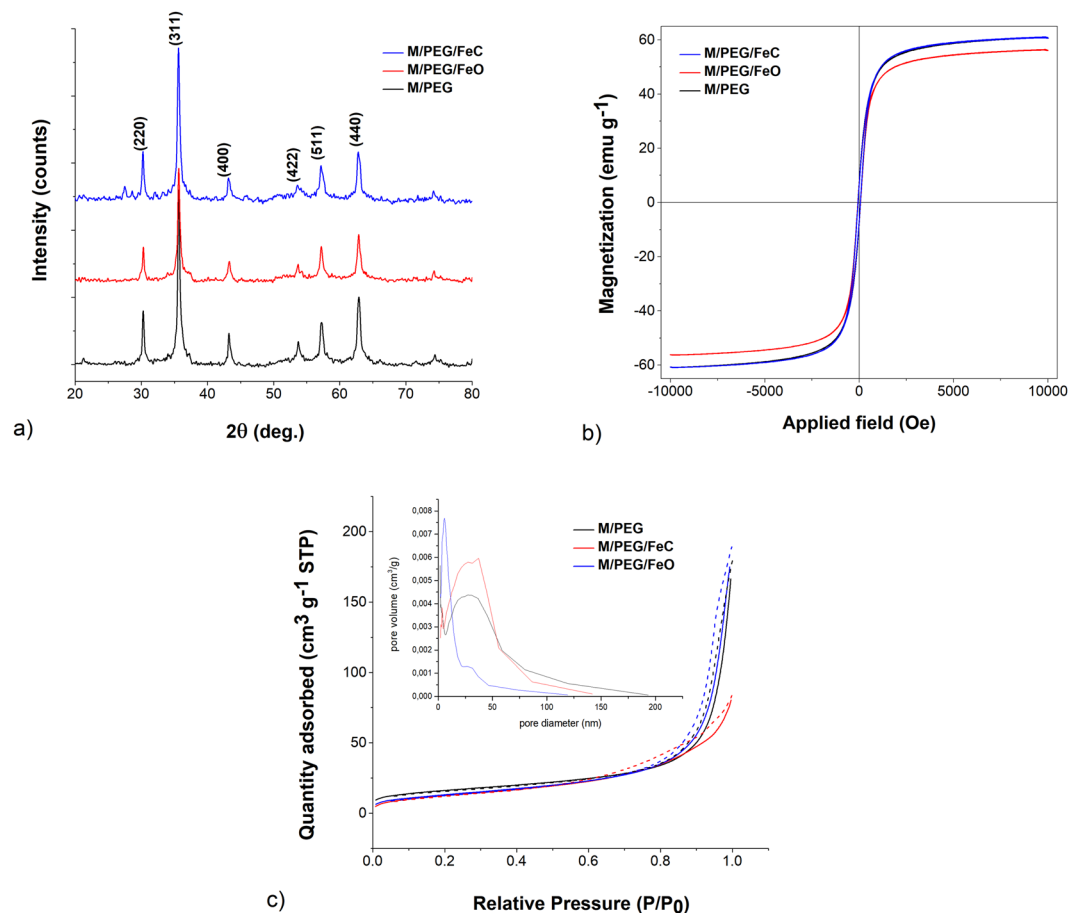 (311)
(220)
(400)
(422)
(511)
(440)
M/PEG/FeC
M/PEG/FeO
M/PEG
Intensity (counts)
20 30 40 50 60 70 80
2θ (deg.)
a)
60
40
20
0
-20
-40
-60
M/PEG/FeC
M/PEG/FeO
M/PEG
Magnetization (emu g-1)
-10000 -5000 0 5000 10000
Applied field (Oe)
b)
200
150
100
50
0
Quantity adsorbed (cm3 g-1 STP)
0,008
0,007
0,006
0,005
0,004
0,003
0,002
0,001
0,000
pore volume (cm³/g)
0 50 100 150 200
pore diameter (nm)
M/PEG
M/PEG/FeC
M/PEG/FeO
0.0 0.2 0.4 0.6 0.8 1.0
Relative Pressure (P/P0)
c)